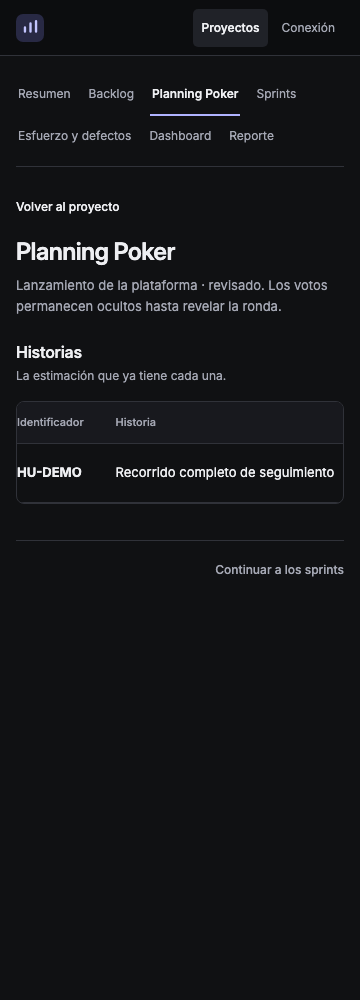 Proyectos Conexión
Resumen Backlog Planning Poker Sprints
Esfuerzo y defectos Dashboard Reporte
Volver al proyecto
Planning Poker
Lanzamiento de la plataforma · revisado. Los votos
permanecen ocultos hasta revelar la ronda.
Historias
La estimación que ya tiene cada una.
Identificador Historia
HU-DEMO Recorrido completo de seguimiento
Continuar a los sprints